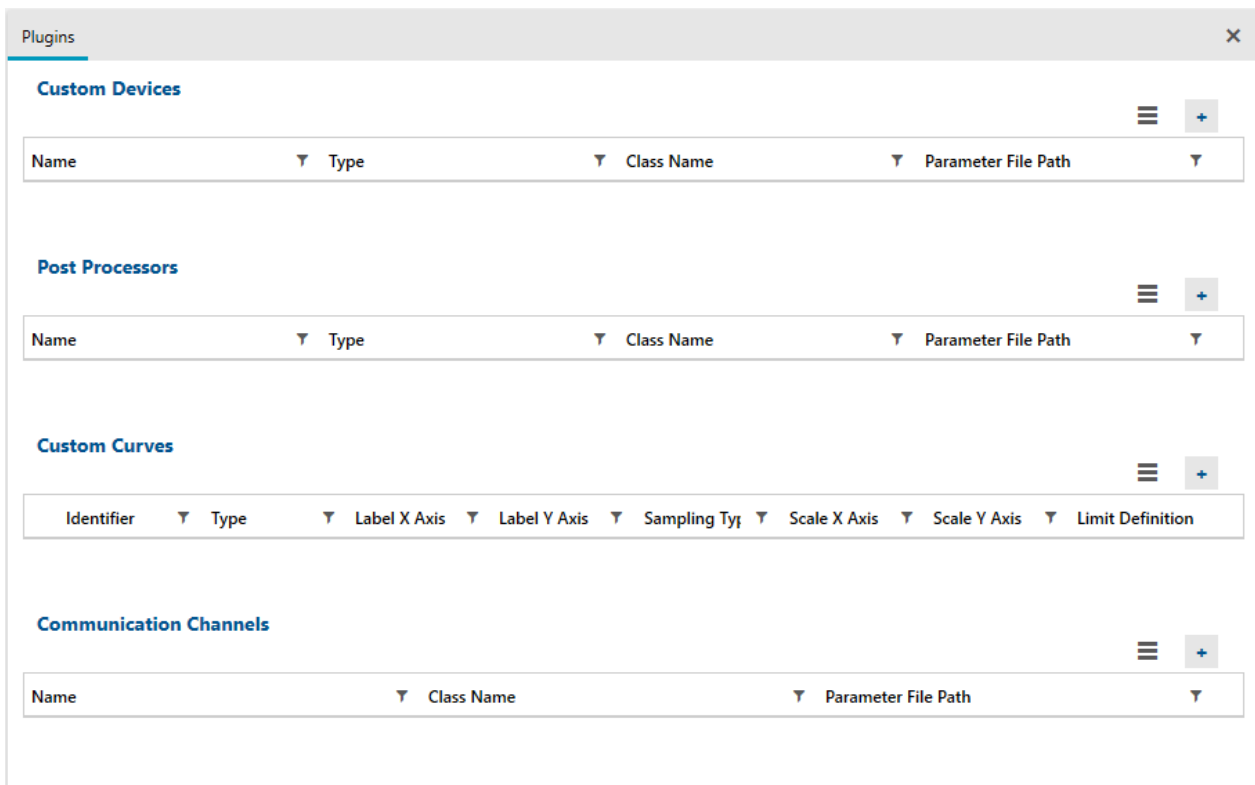 Plugins
Custom Devices
+
Name Type Class Name Parameter File Path
Post Processors
+
Name Type Class Name Parameter File Path
Custom Curves
+
Identifier Type Label X Axis Label Y Axis Sampling Typ Scale X Axis Scale Y Axis Limit Definition
Communication Channels
+
Name Class Name Parameter File Path